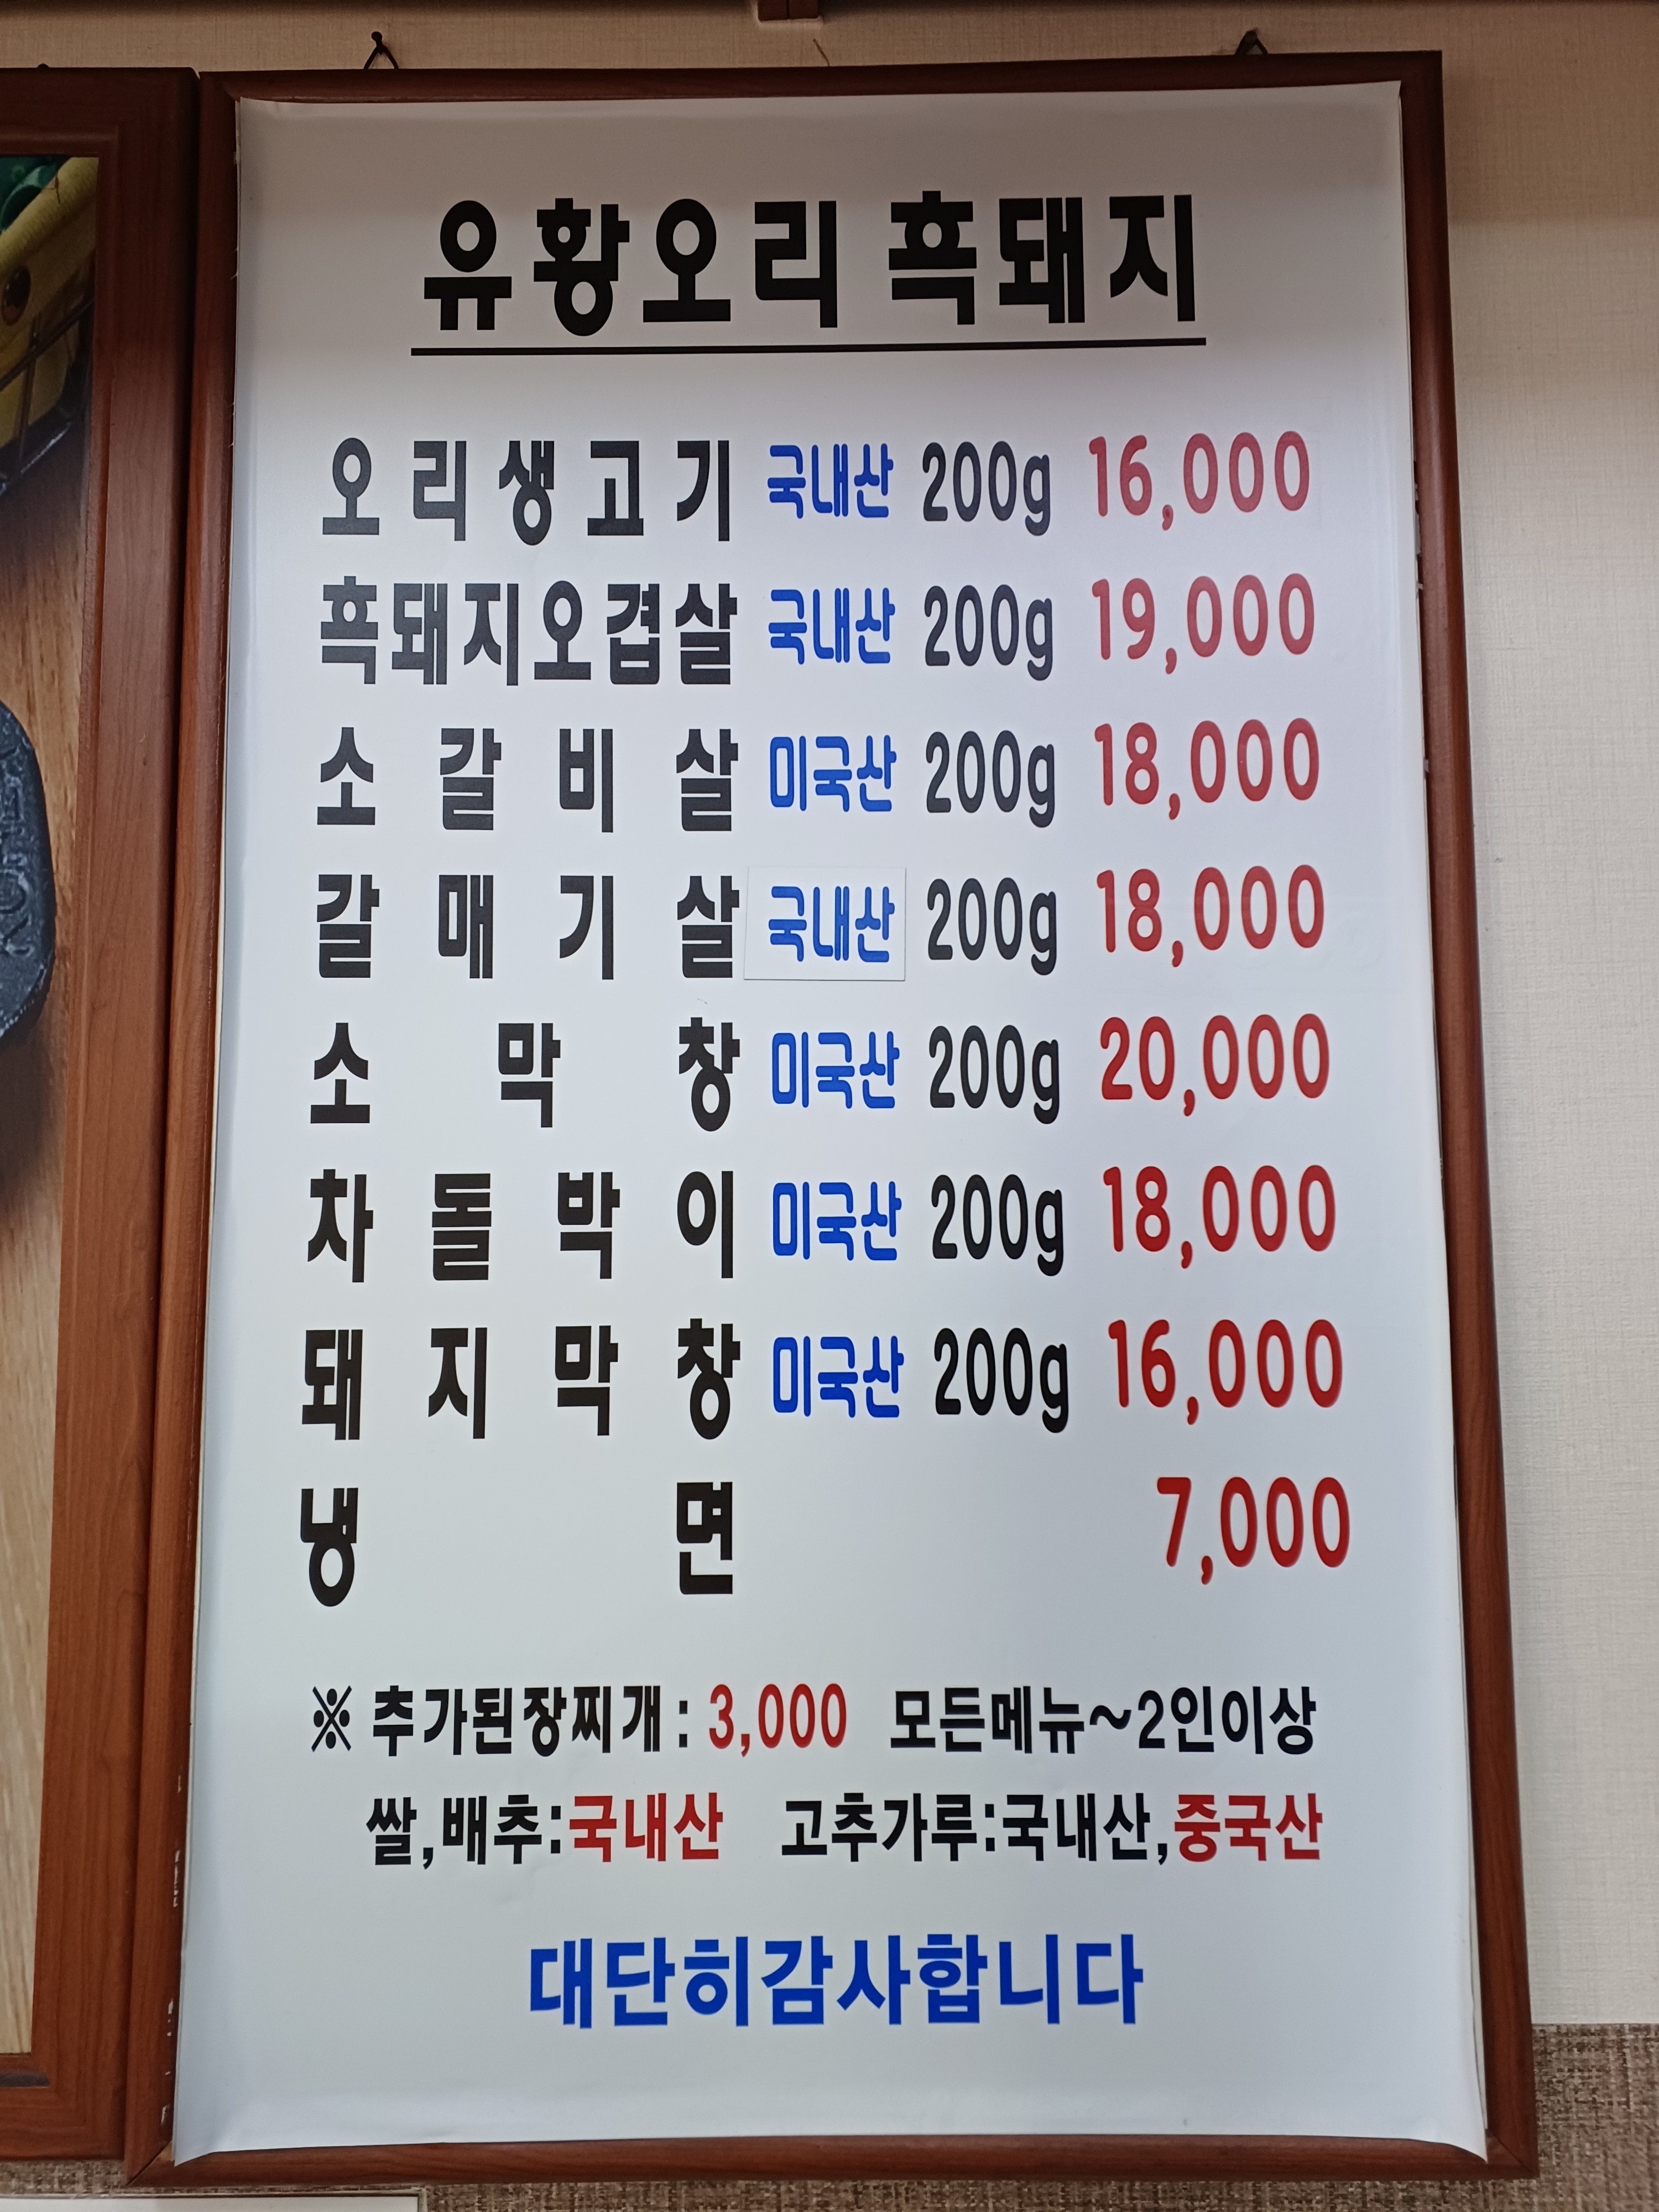 유황오리 흑돼지
오리생고기 국내산 200g 16,000
흑돼지오겹살 국내산 200g 19,000
소갈비살 미국산 200g 18,000
갈매기살 국내산 200g 18,000
소막창 미국산 200g 20,000
차돌박이 미국산 200g 18,000
돼지막창 미국산 200g 16,000
냉면 7,000
※ 추가된장찌개 : 3,000 모든메뉴~2인이상
쌀,배추:국내산 고추가루:국내산,중국산
대단히감사합니다